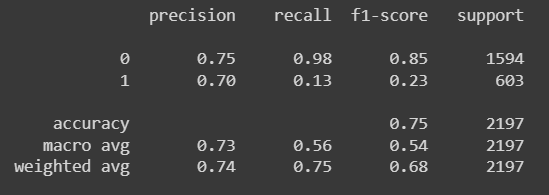 precision recall f1-score support
0 0.75 0.98 0.85 1594
1 0.70 0.13 0.23 603
accuracy 0.75 2197
macro avg 0.73 0.56 0.54 2197
weighted avg 0.74 0.75 0.68 2197